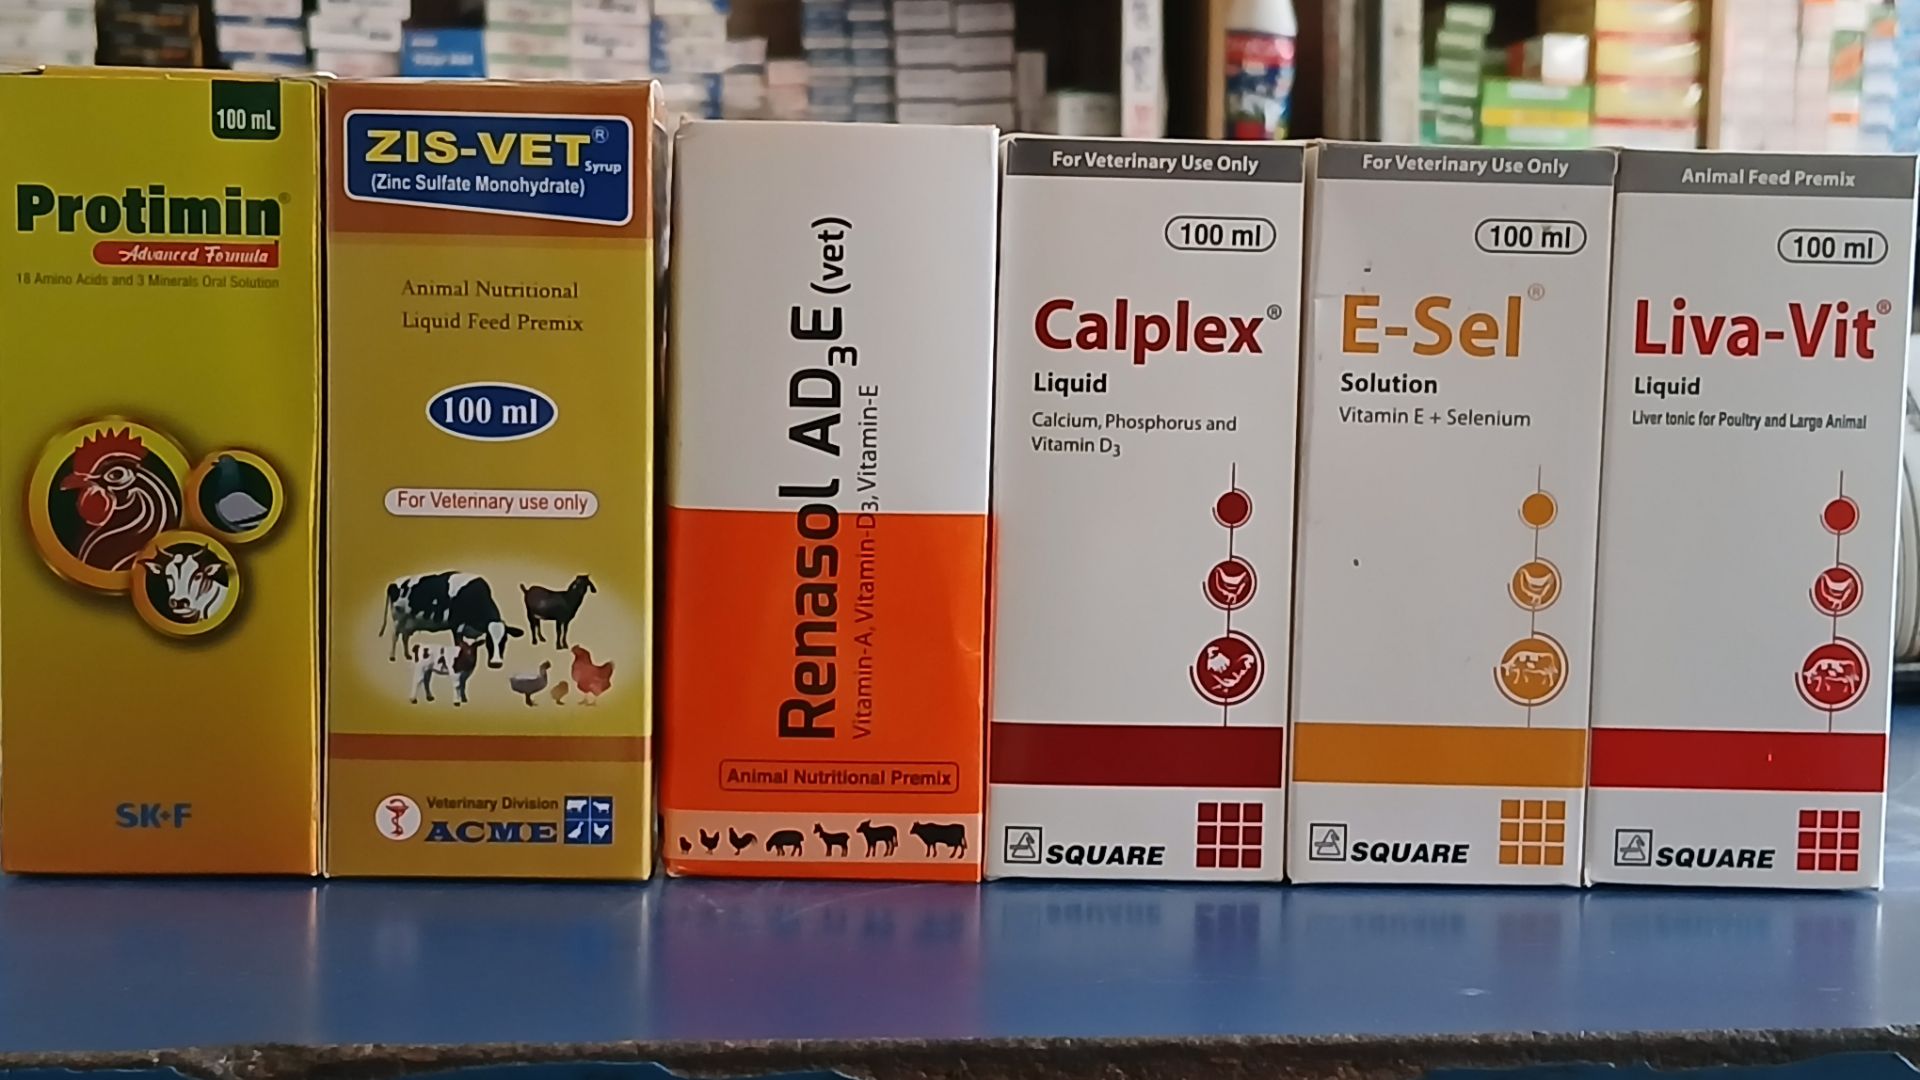 100 mL
Protimin®
Advanced Formula
18 Amino Acids and 3 Minerals Oral Solution
SK+F
ZIS-VET®
Syrup
(Zinc Sulfate Monohydrate)
Animal Nutritional
Liquid Feed Premix
100 ml
For Veterinary use only
Veterinary Division
ACME
Renasol AD₃E (vet)
Vitamin-A, Vitamin-D₃, Vitamin-E
Animal Nutritional Premix
For Veterinary Use Only
100 ml
Calplex®
Liquid
Calcium, Phosphorus and
Vitamin D₃
SQUARE
For Veterinary Use Only
100 ml
E-Sel®
Solution
Vitamin E + Selenium
SQUARE
Animal Feed Premix
100 ml
Liva-Vit®
Liquid
Liver tonic for Poultry and Large Animal
SQUARE